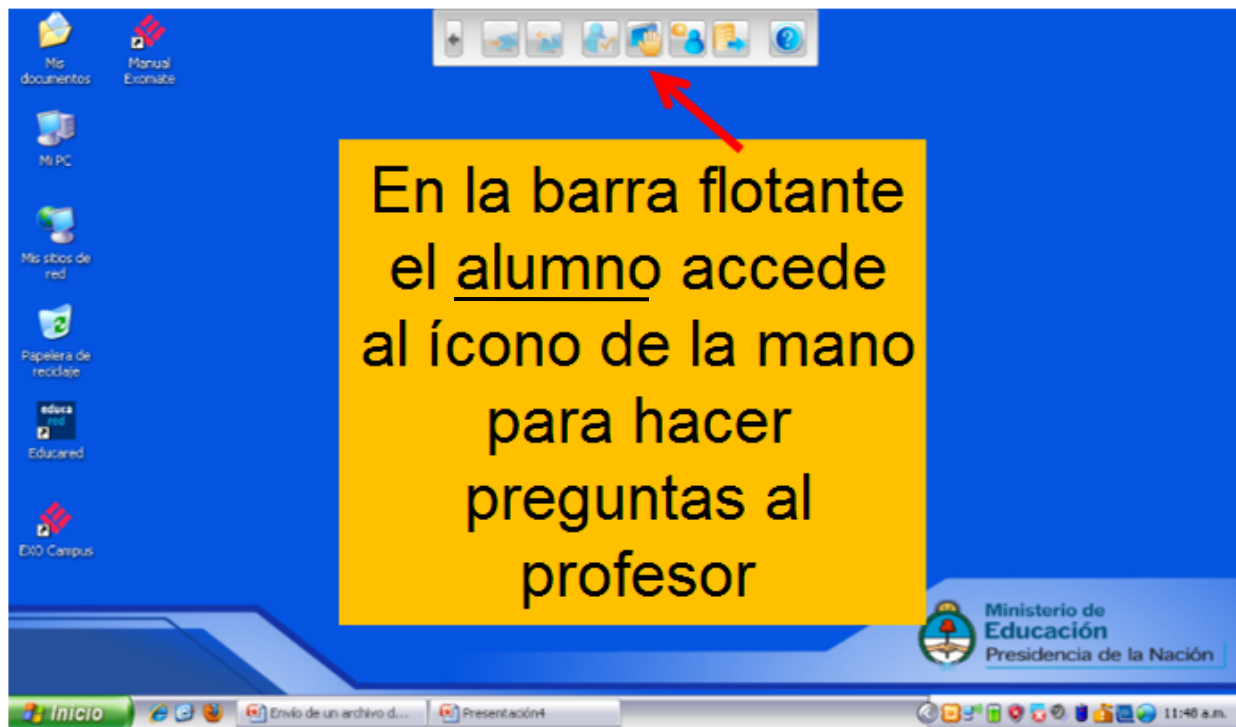 Mis
documentos
Manual
Exomate
Mi PC
Mis sitios de
red
Papelera de
reciclaje
educa
red
Educared
EXO Campus
En la barra flotante
el alumno accede
al ícono de la mano
para hacer
preguntas al
profesor
Ministerio de
Educación
Presidencia de la Nación
Inicio
Envío de un archivo d...
Presentación4
11:48 a.m.